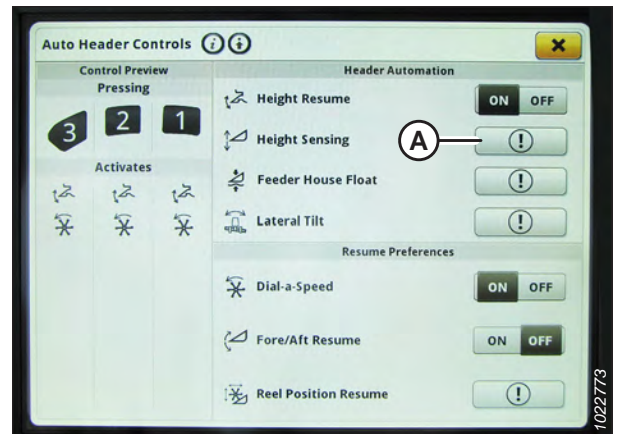 Auto Header Controls
Control Preview
Pressing
3 2 1
Activates
Header Automation
Height Resume ON OFF
Height Sensing A !
Feeder House Float !
Lateral Tilt !
Resume Preferences
Dial-a-Speed ON OFF
Fore/Aft Resume ON OFF
Reel Position Resume !
1022773